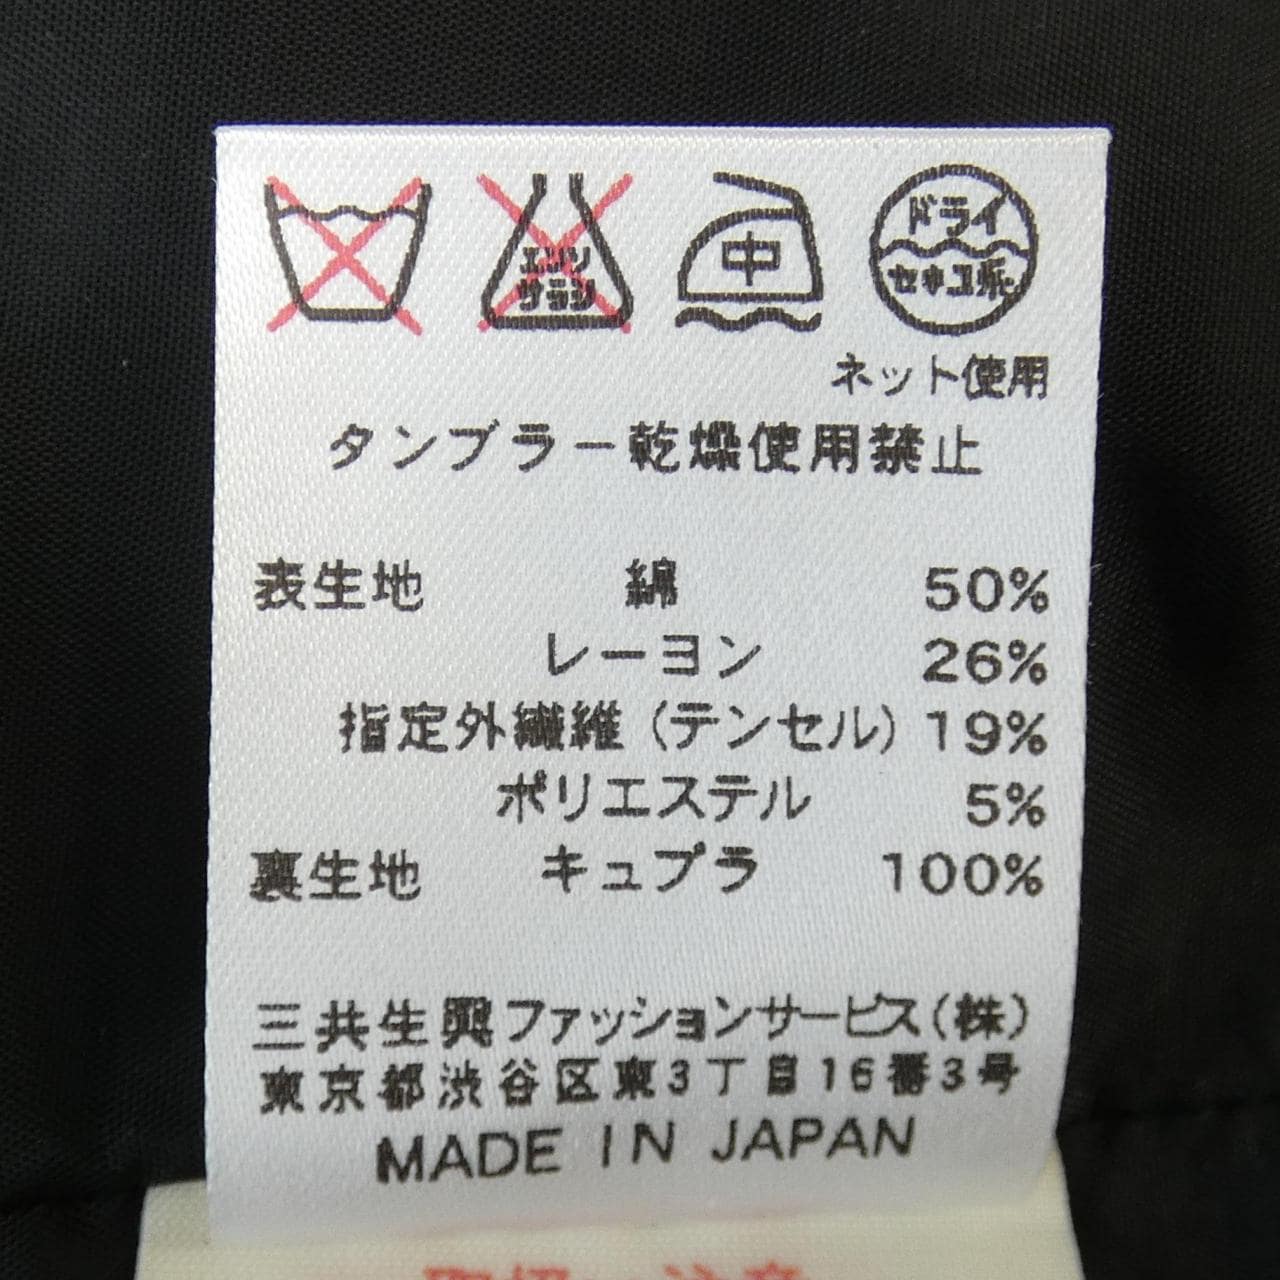 エンソ
サラシ
中
ドライ
セキユ系
ネット使用
タンブラー乾燥使用禁止
表生地 綿 50%
レーヨン 26%
指定外繊維(テンセル) 19%
ポリエステル 5%
裏生地 キュプラ 100%
三共生興ファッションサービス(株)
東京都渋谷区東3丁目16番3号
MADE IN JAPAN